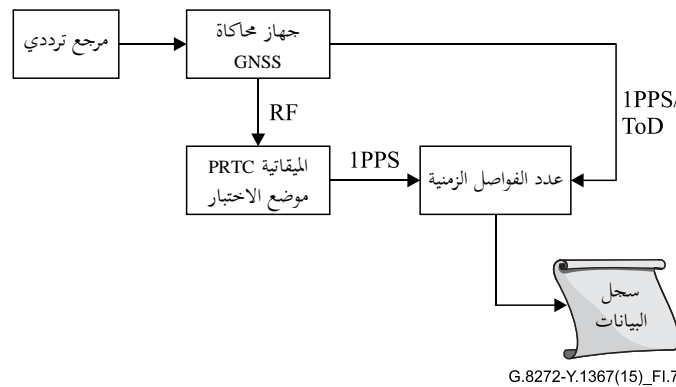 مرجع ترددي
جهاز محاكاة
GNSS
RF
1PPS/
ToD
الميقاتية PRTC
موضع الاختبار
1PPS
عدد الفواصل الزمنية
سجل
البيانات
G.8272-Y.1367(15)_FI.7